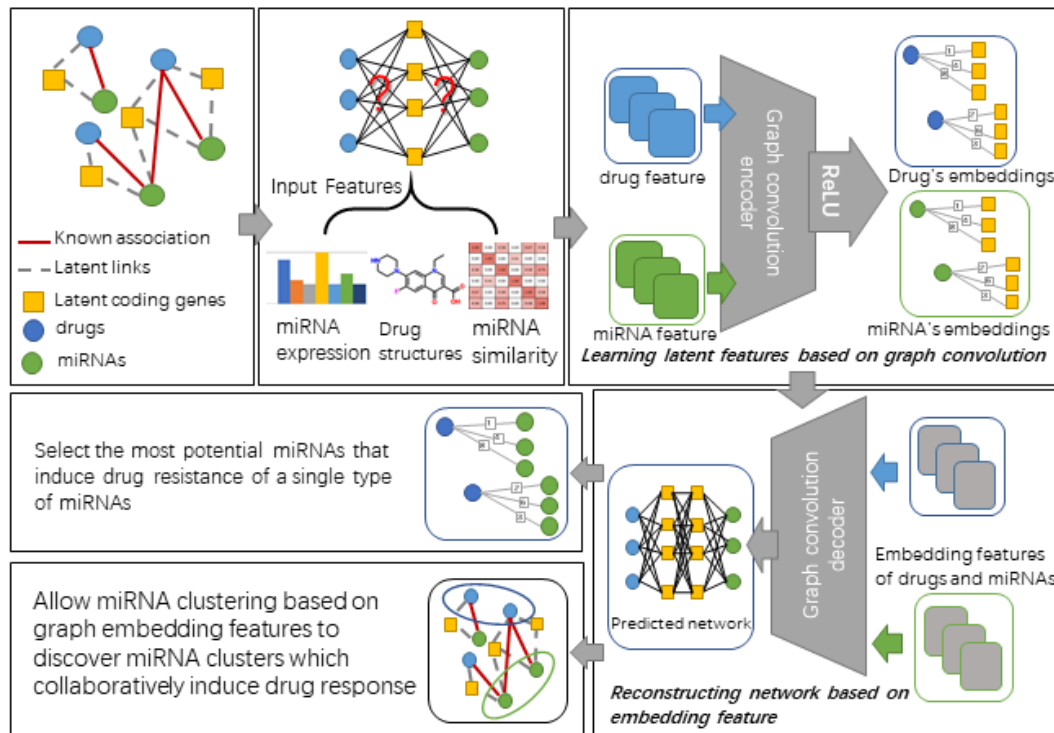 Known association
Latent links
Latent coding genes
drugs
miRNAs
Input Features
miRNA
expression
Drug
structures
miRNA
similarity
drug feature
miRNA feature
Graph convolution
encoder
ReLU
Drug's embeddings
miRNA's embeddings
Learning latent features based on graph convolution
Select the most potential miRNAs that
induce drug resistance of a single type
of miRNAs
Predicted network
Graph convolution
decoder
Embedding features
of drugs and miRNAs
Reconstructing network based on
embedding feature
Allow miRNA clustering based on
graph embedding features to
discover miRNA clusters which
collaboratively induce drug response